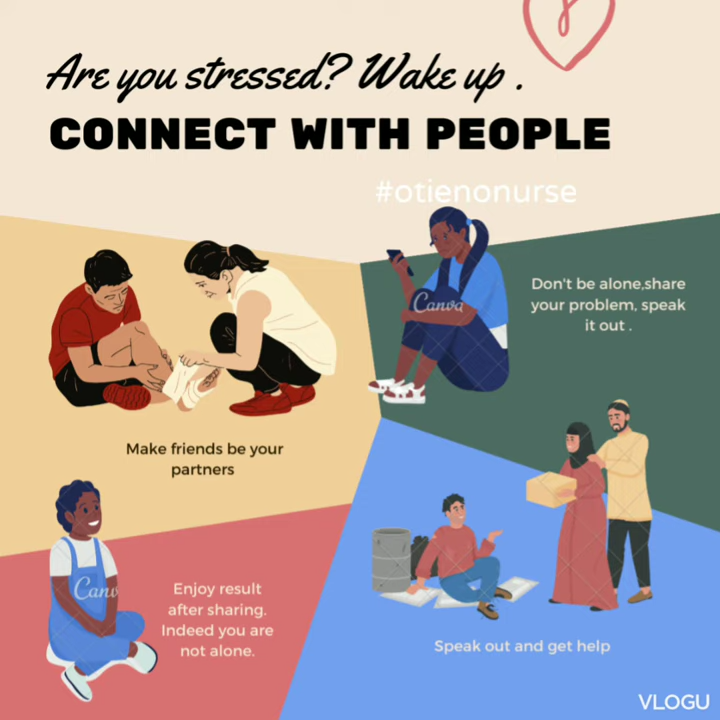 Are you stressed? Wake up .
CONNECT WITH PEOPLE
#otienonurse
Don't be alone,share
your problem, speak
it out .
Canva
Make friends be your
partners
Enjoy result
after sharing.
Indeed you are
not alone.
Canv
Speak out and get help
VLOGU